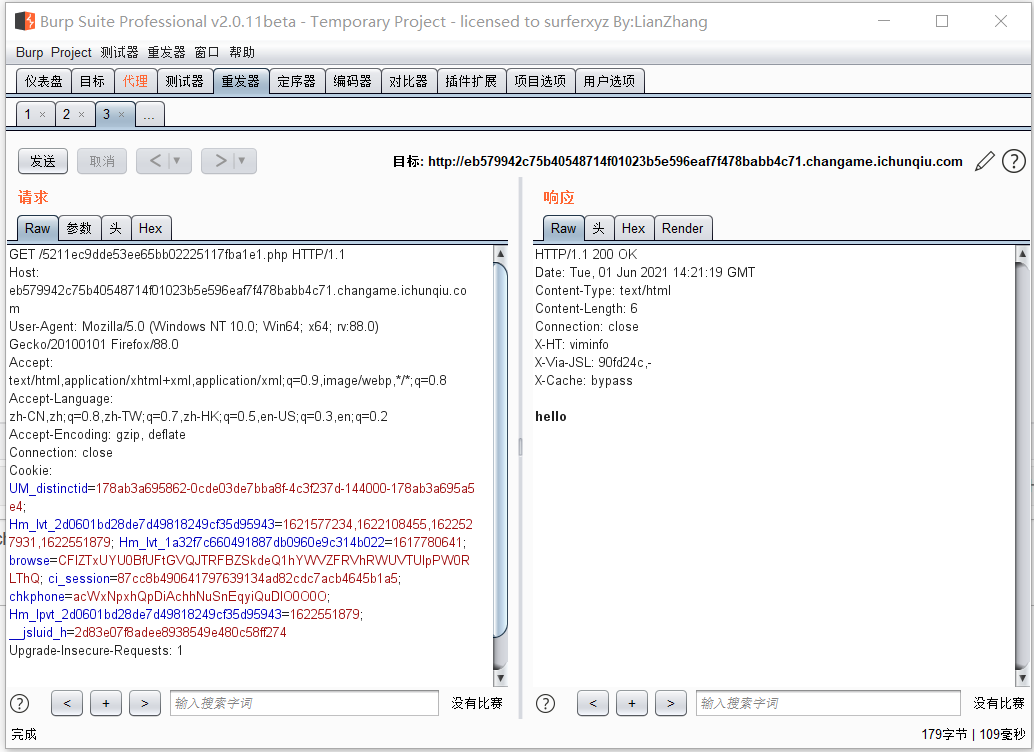 Burp Suite Professional v2.0.11beta - Temporary Project - licensed to surferxyz By:LianZhang
Burp Project 测试器 重发器 窗口 帮助
仪表盘 目标 代理 测试器 重发器 定序器 编码器 对比器 插件扩展 项目选项 用户选项
1 × 2 × 3 × ...
发送 取消 < > 目标: http://eb579942c75b40548714f01023b5e596eaf7f478babb4c71.changame.ichunqiu.com
请求
Raw 参数 头 Hex
GET /5211ec9dde53ee65bb02225117fba1e1.php HTTP/1.1
Host:
eb579942c75b40548714f01023b5e596eaf7f478babb4c71.changame.ichunqiu.co
m
User-Agent: Mozilla/5.0 (Windows NT 10.0; Win64; x64; rv:88.0)
Gecko/20100101 Firefox/88.0
Accept:
text/html,application/xhtml+xml,application/xml;q=0.9,image/webp,*/*;q=0.8
Accept-Language:
zh-CN,zh;q=0.8,zh-TW;q=0.7,zh-HK;q=0.5,en-US;q=0.3,en;q=0.2
Accept-Encoding: gzip, deflate
Connection: close
Cookie:
UM_distinctid=178ab3a695862-0cde03de7bba8f-4c3f237d-144000-178ab3a695a5
e4;
Hm_lvt_2d0601bd28de7d49818249cf35d95943=1621577234,1622108455,162252
7931,1622551879; Hm_lvt_1a32f7c660491887db0960e9c314b022=1617780641;
browse=CFlZTxUYU0BfUFtGVQJTRFBZSkdeQ1hYWVZFRVhRWUVTUlpPW0R
LThQ; ci_session=87cc8b490641797639134ad82cdc7acb4645b1a5;
chkphone=acWxNpxhQpDiAchhNuSnEqyiQuDIO0O0O;
Hm_lpvt_2d0601bd28de7d49818249cf35d95943=1622551879;
__jsluid_h=2d83e07f8adee8938549e480c58ff274
Upgrade-Insecure-Requests: 1
? < + > 输入搜索字词 没有比赛
响应
Raw 头 Hex Render
HTTP/1.1 200 OK
Date: Tue, 01 Jun 2021 14:21:19 GMT
Content-Type: text/html
Content-Length: 6
Connection: close
X-HT: viminfo
X-Via-JSL: 90fd24c,-
X-Cache: bypass
hello
? < + > 输入搜索字词 没有比赛
完成 179字节 | 109毫秒